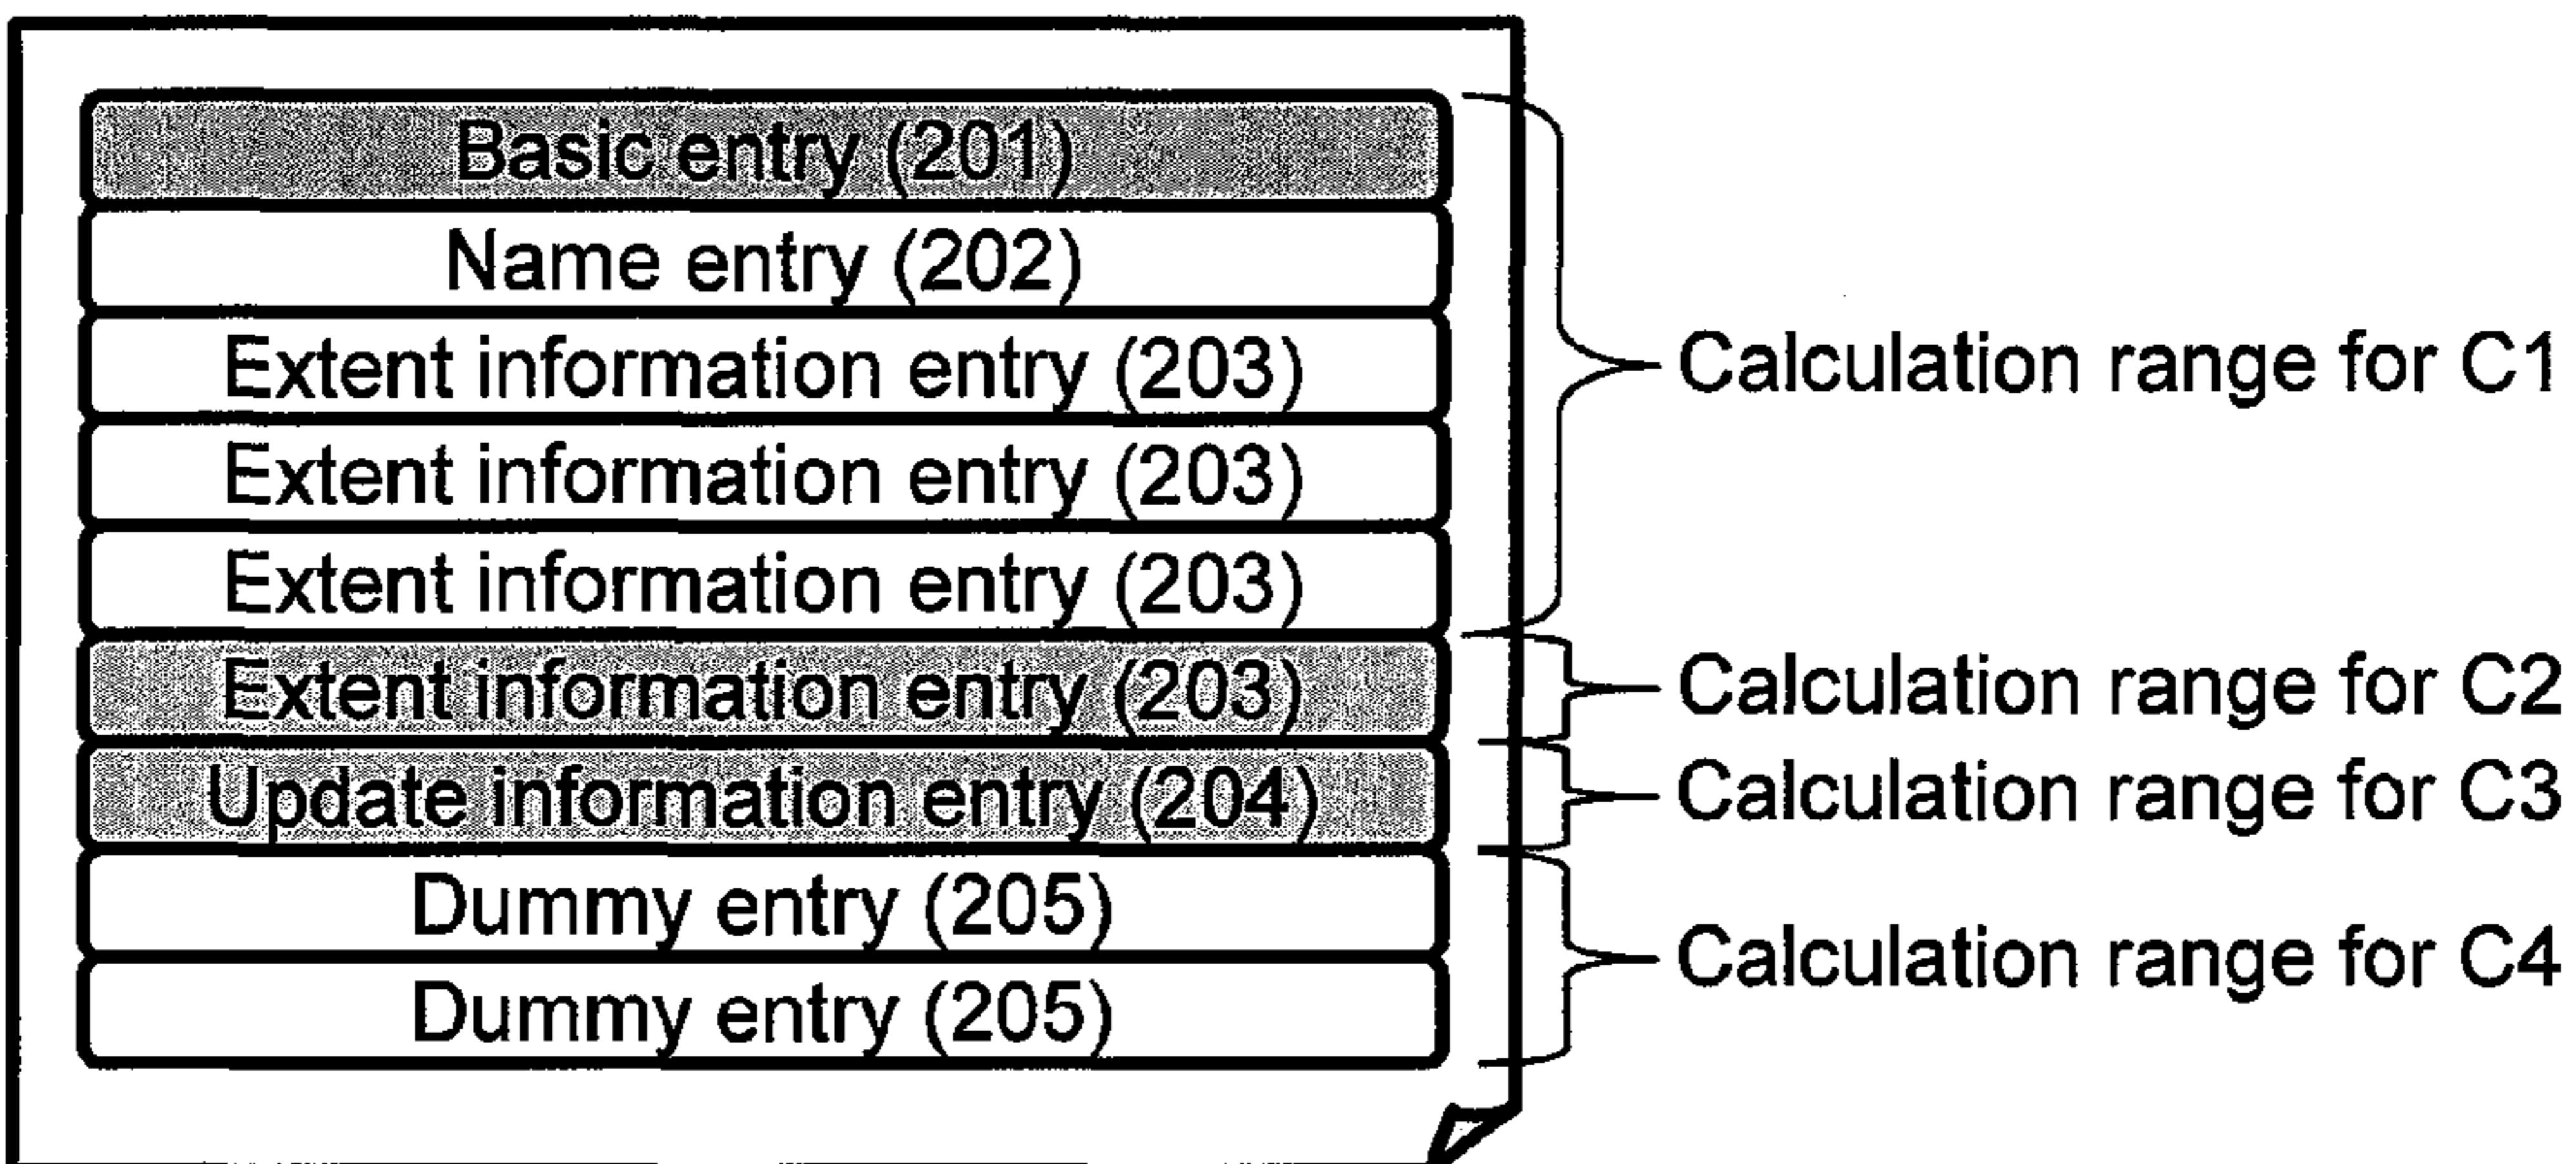 Basic entry (201)
Name entry (202)
Extent information entry (203)
Extent information entry (203)
Extent information entry (203)
Calculation range for C1
Extent information entry (203)
Calculation range for C2
Update information entry (204)
Calculation range for C3
Dummy entry (205)
Dummy entry (205)
Calculation range for C4